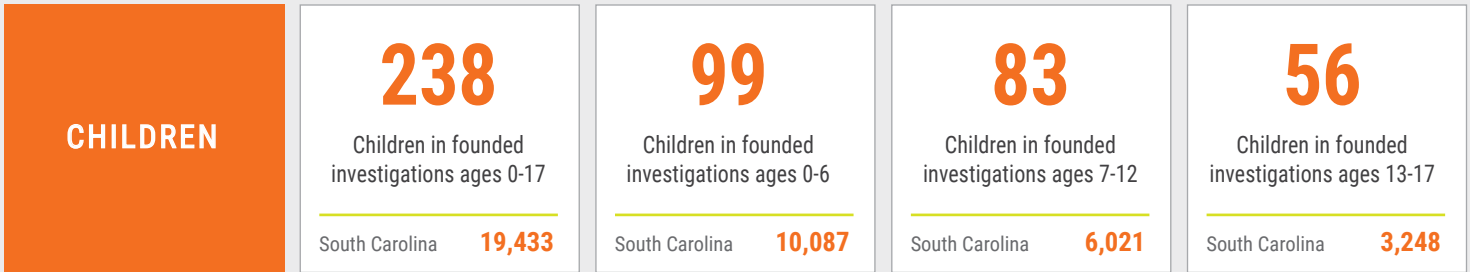 CHILDREN
238
Children in founded
investigations ages 0-17
South Carolina 19,433
99
Children in founded
investigations ages 0-6
South Carolina 10,087
83
Children in founded
investigations ages 7-12
South Carolina 6,021
56
Children in founded
investigations ages 13-17
South Carolina 3,248